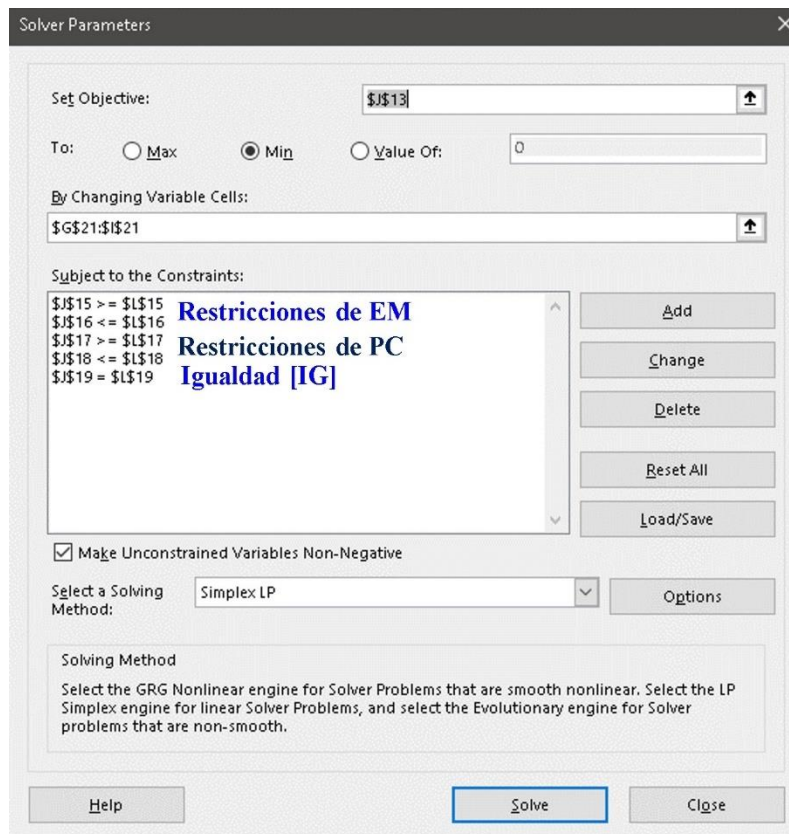 Solver Parameters
Set Objective:
$J$13
To:
Max
Min
Value Of:
0
By Changing Variable Cells:
$G$21:$I$21
Subject to the Constraints:
$J$15 >= $L$15
$J$16 <= $L$16
Restricciones de EM
$J$17 >= $L$17
$J$18 <= $L$18
Restricciones de PC
$J$19 = $L$19
Igualdad [IG]
Add
Change
Delete
Reset All
Load/Save
Make Unconstrained Variables Non-Negative
Select a Solving
Method:
Simplex LP
Options
Solving Method
Select the GRG Nonlinear engine for Solver Problems that are smooth nonlinear. Select the LP
Simplex engine for linear Solver Problems, and select the Evolutionary engine for Solver
problems that are non-smooth.
Help
Solve
Close